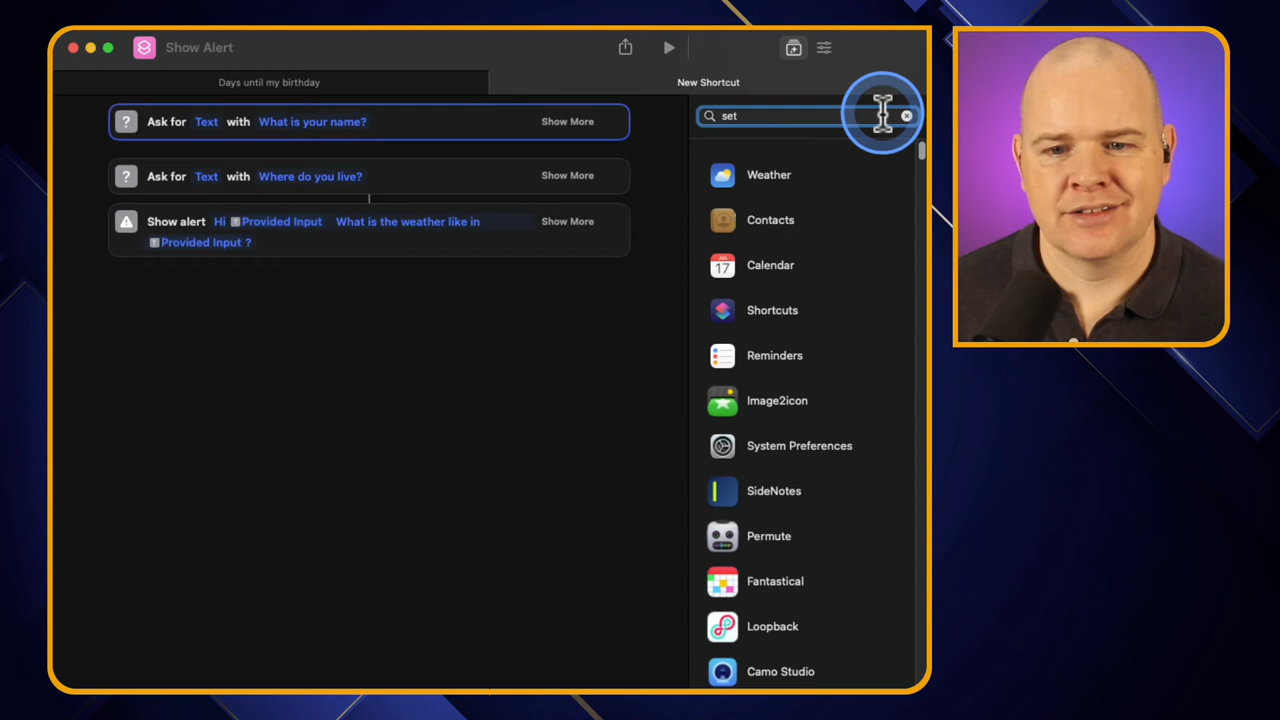 Show Alert
Days until my birthday
New Shortcut
? Ask for Text with What is your name? Show More
? Ask for Text with Where do you live? Show More
Show alert Hi Provided Input What is the weather like in Show More
Provided Input ?
set
Weather
Contacts
JUL 17 Calendar
Shortcuts
Reminders
Image2icon
System Preferences
SideNotes
Permute
Fantastical
Loopback
Camo Studio